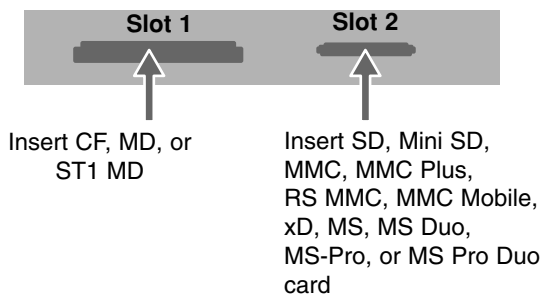 Slot 1
Slot 2
Insert CF, MD, or
ST1 MD
Insert SD, Mini SD,
MMC, MMC Plus,
RS MMC, MMC Mobile,
xD, MS, MS Duo,
MS-Pro, or MS Pro Duo
card